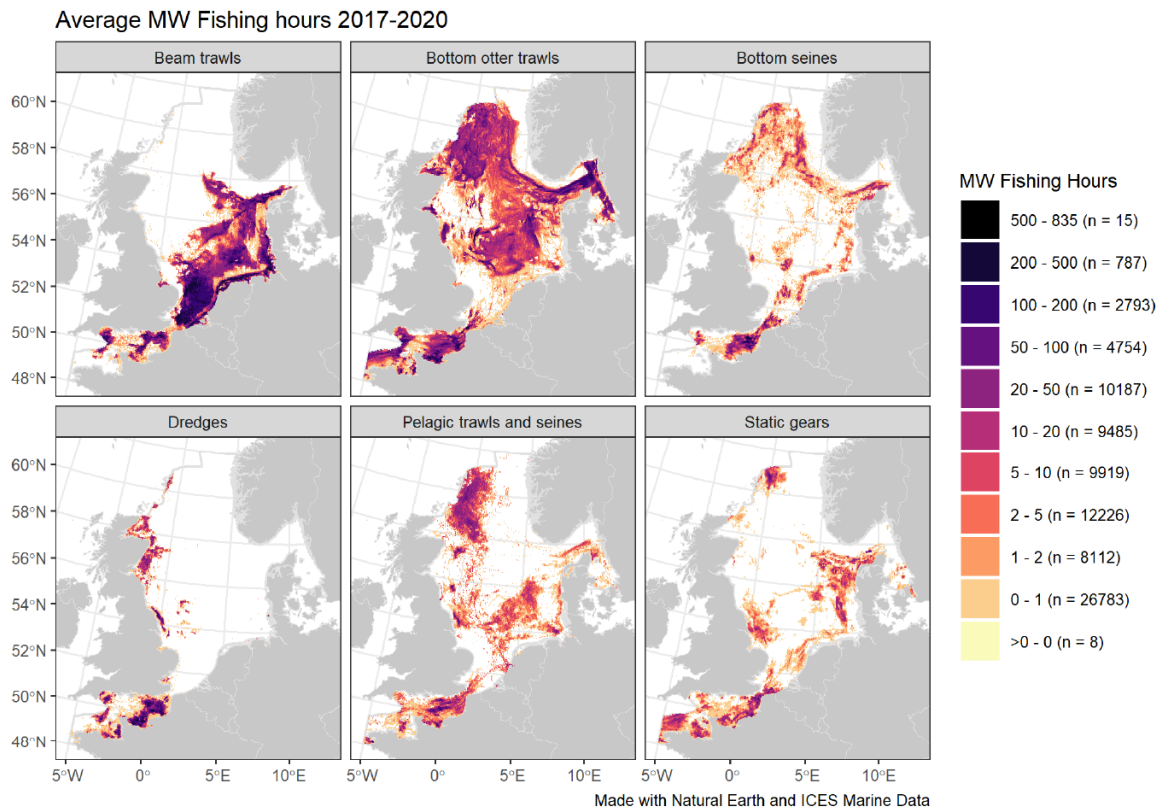 Average MW Fishing hours 2017-2020
Beam trawls
Bottom otter trawls
Bottom seines
60°N
58°N
56°N
54°N
52°N
50°N
48°N
Dredges
Pelagic trawls and seines
Static gears
60°N
58°N
56°N
54°N
52°N
50°N
48°N
5°W 0° 5°E 10°E
5°W 0° 5°E 10°E
5°W 0° 5°E 10°E
MW Fishing Hours
500 - 835 (n = 15)
200 - 500 (n = 787)
100 - 200 (n = 2793)
50 - 100 (n = 4754)
20 - 50 (n = 10187)
10 - 20 (n = 9485)
5 - 10 (n = 9919)
2 - 5 (n = 12226)
1 - 2 (n = 8112)
0 - 1 (n = 26783)
>0 - 0 (n = 8)
Made with Natural Earth and ICES Marine Data